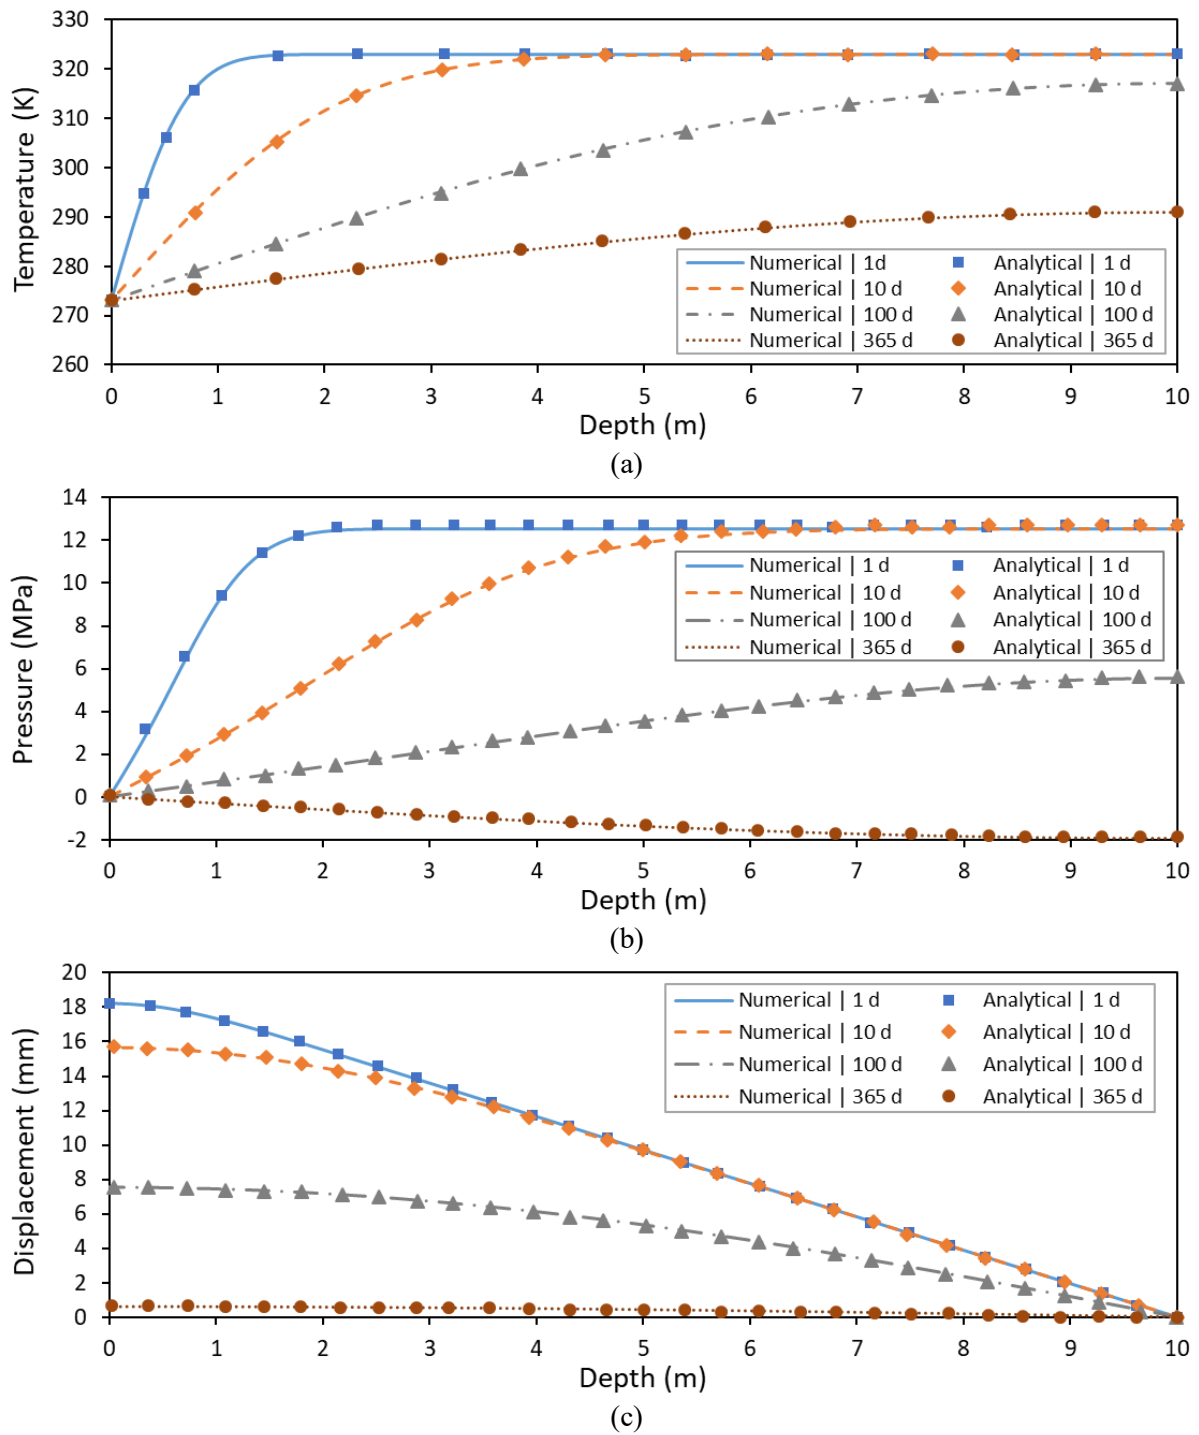 330
320
310
300
290
280
270
260
Temperature (K)
Numerical | 1d Analytical | 1 d
Numerical | 10 d Analytical | 10 d
Numerical | 100 d Analytical | 100 d
Numerical | 365 d Analytical | 365 d
0 1 2 3 4 5 6 7 8 9 10
Depth (m)
(a)
14
12
10
8
6
4
2
0
-2
Pressure (MPa)
Numerical | 1 d Analytical | 1 d
Numerical | 10 d Analytical | 10 d
Numerical | 100 d Analytical | 100 d
Numerical | 365 d Analytical | 365 d
0 1 2 3 4 5 6 7 8 9 10
Depth (m)
(b)
20
18
16
14
12
10
8
6
4
2
0
Displacement (mm)
Numerical | 1 d Analytical | 1 d
Numerical | 10 d Analytical | 10 d
Numerical | 100 d Analytical | 100 d
Numerical | 365 d Analytical | 365 d
0 1 2 3 4 5 6 7 8 9 10
Depth (m)
(c)